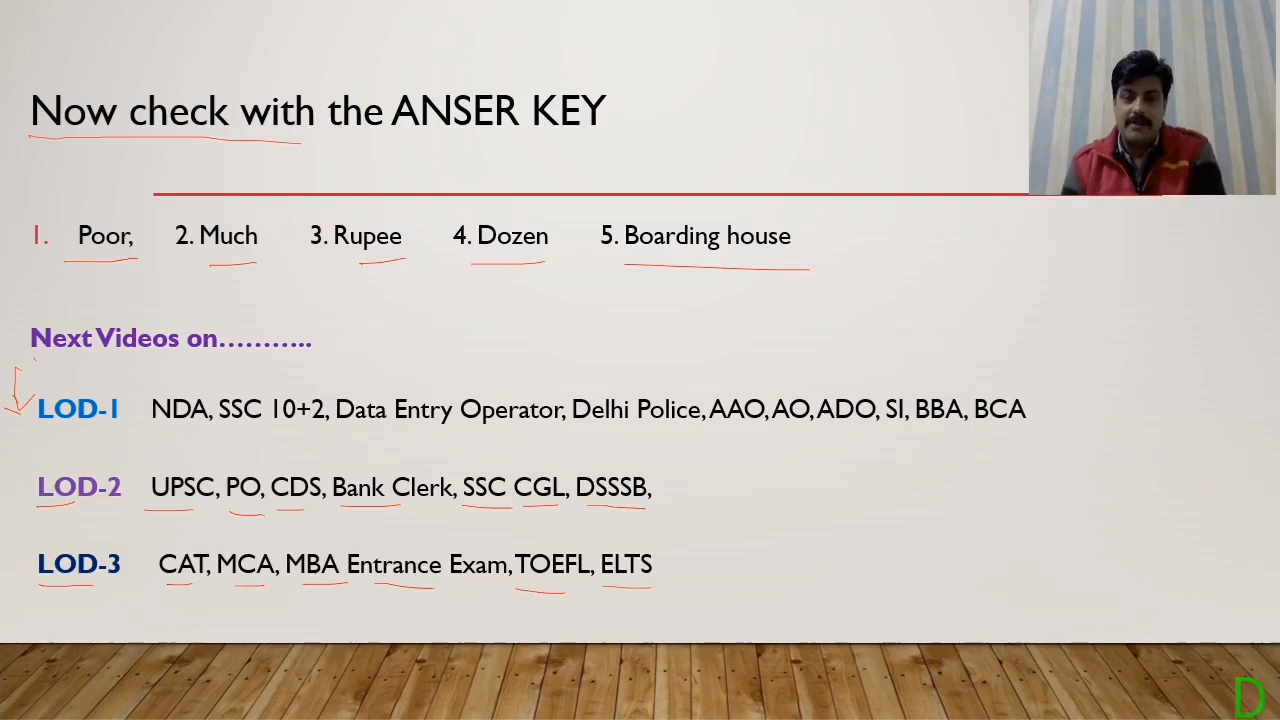 Now check with the ANSER KEY
1. Poor, 2. Much 3. Rupee 4. Dozen 5. Boarding house
Next Videos on………..
LOD-1 NDA, SSC 10+2, Data Entry Operator, Delhi Police, AAO, AO, ADO, SI, BBA, BCA
LOD-2 UPSC, PO, CDS, Bank Clerk, SSC CGL, DSSSB,
LOD-3 CAT, MCA, MBA Entrance Exam, TOEFL, ELTS
D